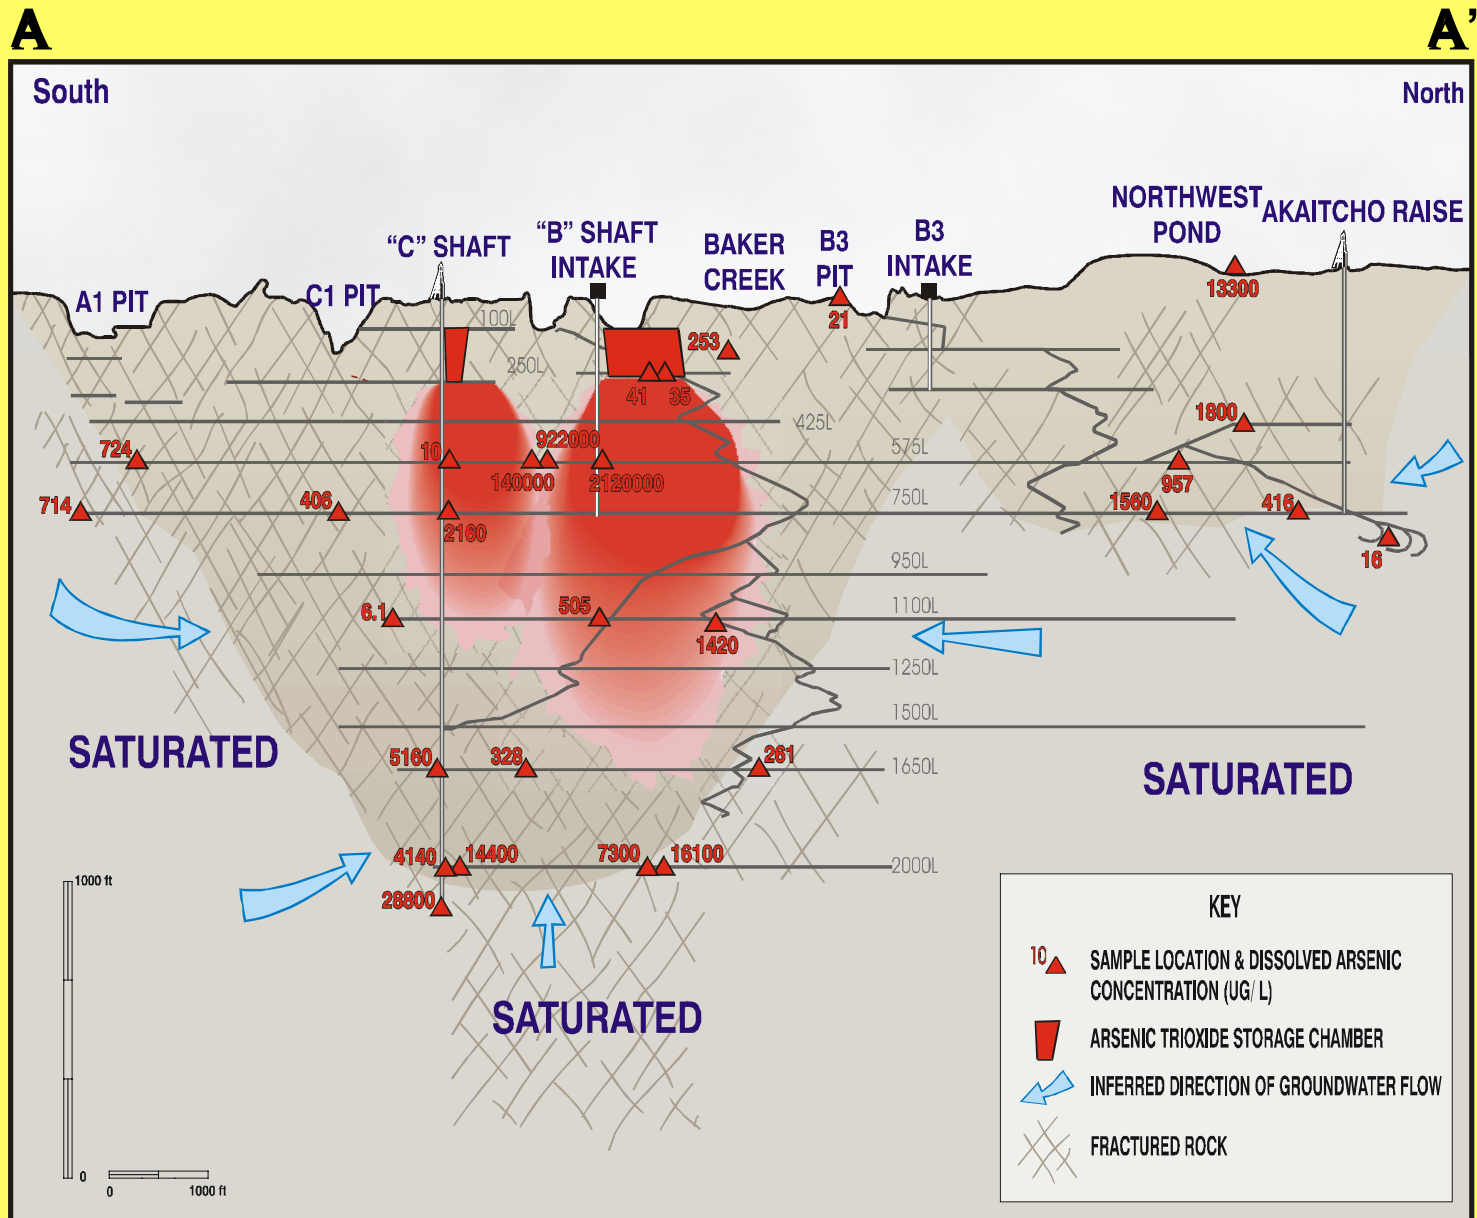 A
A'
South
North
NORTHWEST
POND
AKAITCHO RAISE
"C" SHAFT
"B" SHAFT
INTAKE
BAKER
CREEK
B3
PIT
B3
INTAKE
A1 PIT
C1 PIT
13300
21
100L
253
250L
41
35
425L
1800
724
10
922000
140000
2120000
575L
957
714
406
2160
750L
1560
416
16
950L
6.1
505
1420
1100L
1250L
1500L
SATURATED
5160
328
261
1650L
SATURATED
4140
14400
7300
16100
2000L
28800
SATURATED
1000 ft
0
0
1000 ft
KEY
10
SAMPLE LOCATION & DISSOLVED ARSENIC
CONCENTRATION (UG/ L)
ARSENIC TRIOXIDE STORAGE CHAMBER
INFERRED DIRECTION OF GROUNDWATER FLOW
FRACTURED ROCK